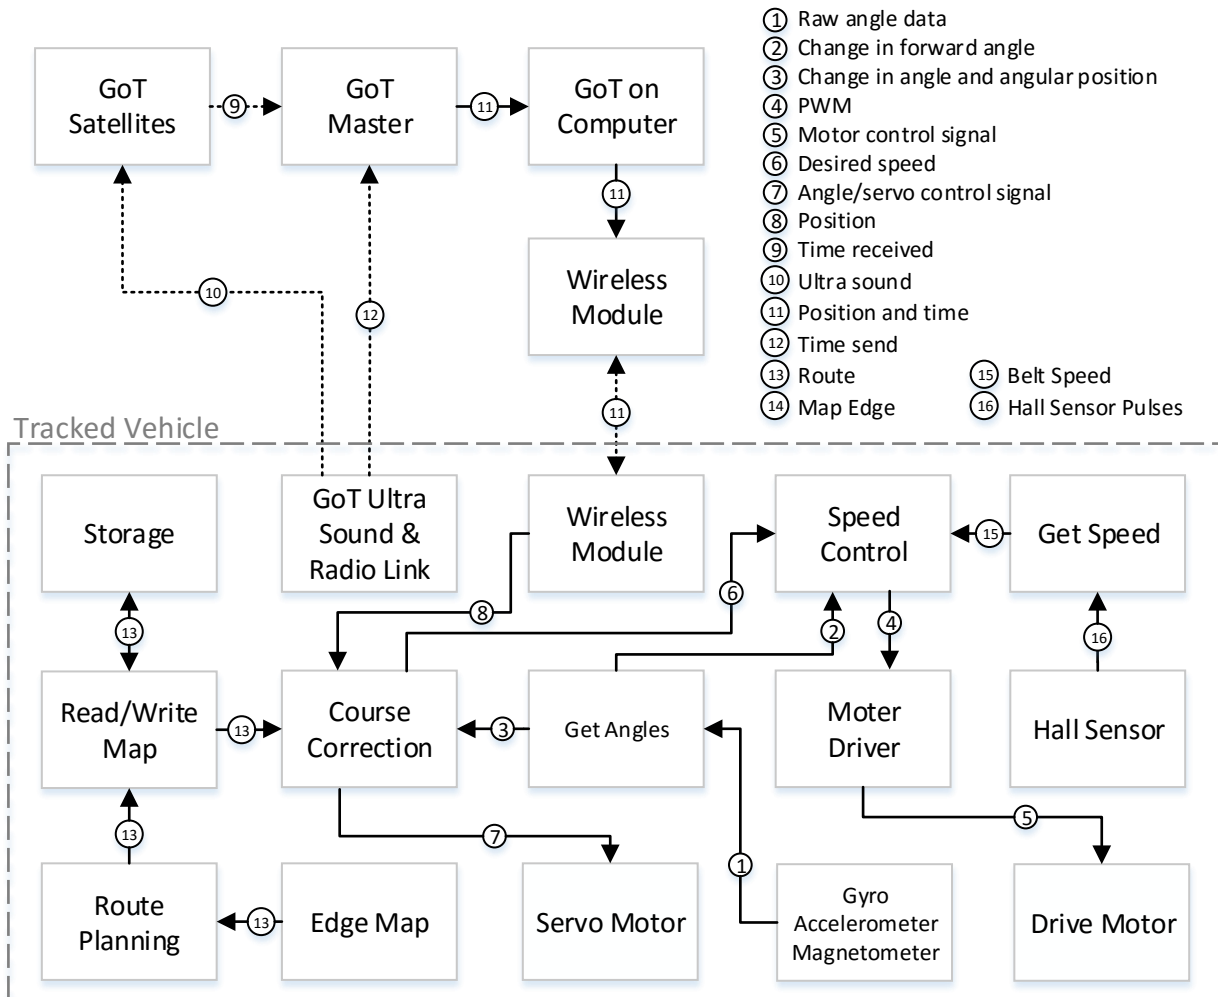 ① Raw angle data
② Change in forward angle
③ Change in angle and angular position
④ PWM
⑤ Motor control signal
⑥ Desired speed
⑦ Angle/servo control signal
⑧ Position
⑨ Time received
⑩ Ultra sound
⑪ Position and time
⑫ Time send
⑬ Route
⑭ Map Edge
⑮ Belt Speed
⑯ Hall Sensor Pulses
GoT
Satellites
⑨
GoT
Master
⑪
GoT on
Computer
⑪
Wireless
Module
⑩
⑫
⑪
Tracked Vehicle
Storage
GoT Ultra
Sound &
Radio Link
Wireless
Module
Speed
Control
⑮
Get Speed
⑬
⑧
⑥
②
④
⑯
Read/Write
Map
⑬
Course
Correction
③
Get Angles
Moter
Driver
Hall Sensor
⑬
⑦
①
⑤
Route
Planning
⑬
Edge Map
Servo Motor
Gyro
Accelerometer
Magnetometer
Drive Motor